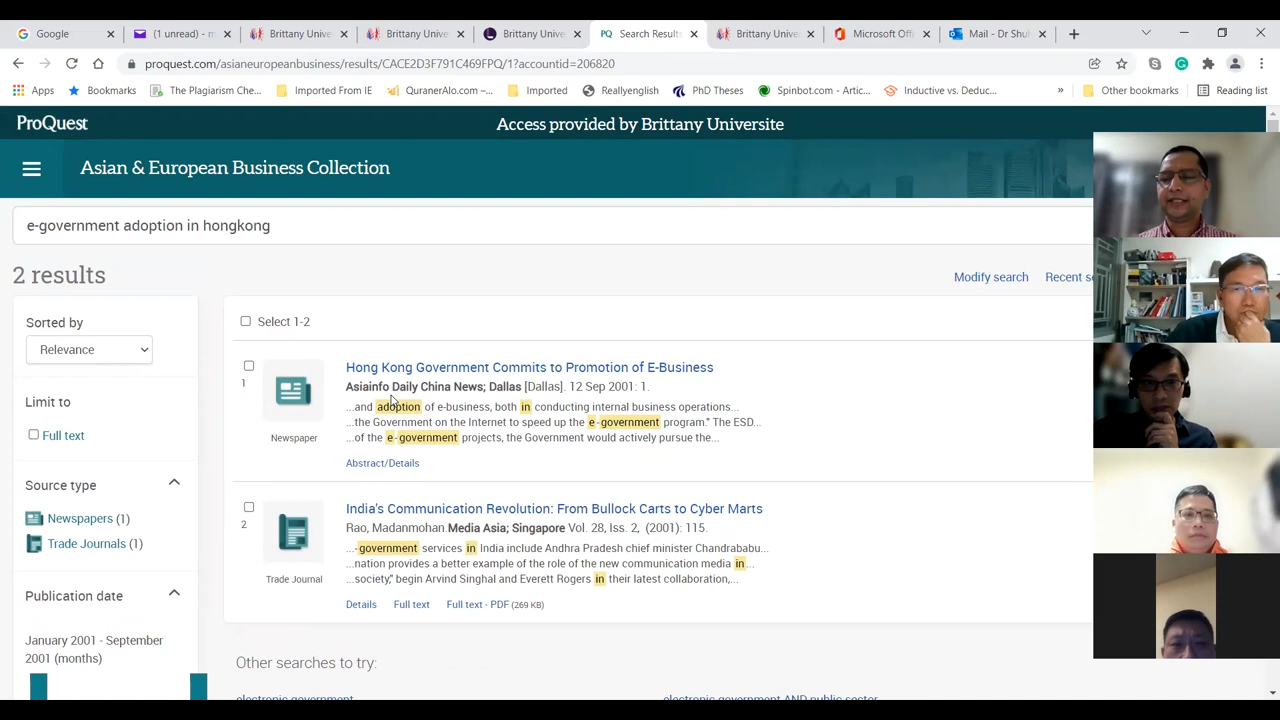 Google
(1 unread) - m
Brittany Unive
Brittany Unive
Brittany Unive
Search Results
Brittany Unive
Microsoft Offi
Mail - Dr Shu
proquest.com/asianeuropeanbusiness/results/CACE2D3F791C469FPQ/1?accountid=206820
Apps
Bookmarks
The Plagiarism Che...
Imported From IE
QuranerAlo.com –...
Imported
Reallyenglish
PhD Theses
Spinbot.com - Artic...
Inductive vs. Deduc...
»
Other bookmarks
Reading list
ProQuest
Access provided by Brittany Universite
Asian & European Business Collection
e-government adoption in hongkong
2 results
Modify search
Recent se
Sorted by
Relevance
Limit to
Full text
Source type
Newspapers (1)
Trade Journals (1)
Publication date
January 2001 - September
2001 (months)
Select 1-2
1
Newspaper
Hong Kong Government Commits to Promotion of E-Business
Asiainfo Daily China News; Dallas [Dallas]. 12 Sep 2001: 1.
...and adoption of e-business, both in conducting internal business operations...
...the Government on the Internet to speed up the e-government program." The ESD...
...of the e-government projects, the Government would actively pursue the...
Abstract/Details
2
Trade Journal
India's Communication Revolution: From Bullock Carts to Cyber Marts
Rao, Madanmohan.Media Asia; Singapore Vol. 28, Iss. 2, (2001): 115.
...-government services in India include Andhra Pradesh chief minister Chandrababu...
...nation provides a better example of the role of the new communication media in...
...society," begin Arvind Singhal and Everett Rogers in their latest collaboration,...
Details
Full text
Full text - PDF (269 KB)
Other searches to try:
electronic government
electronic government AND public sector